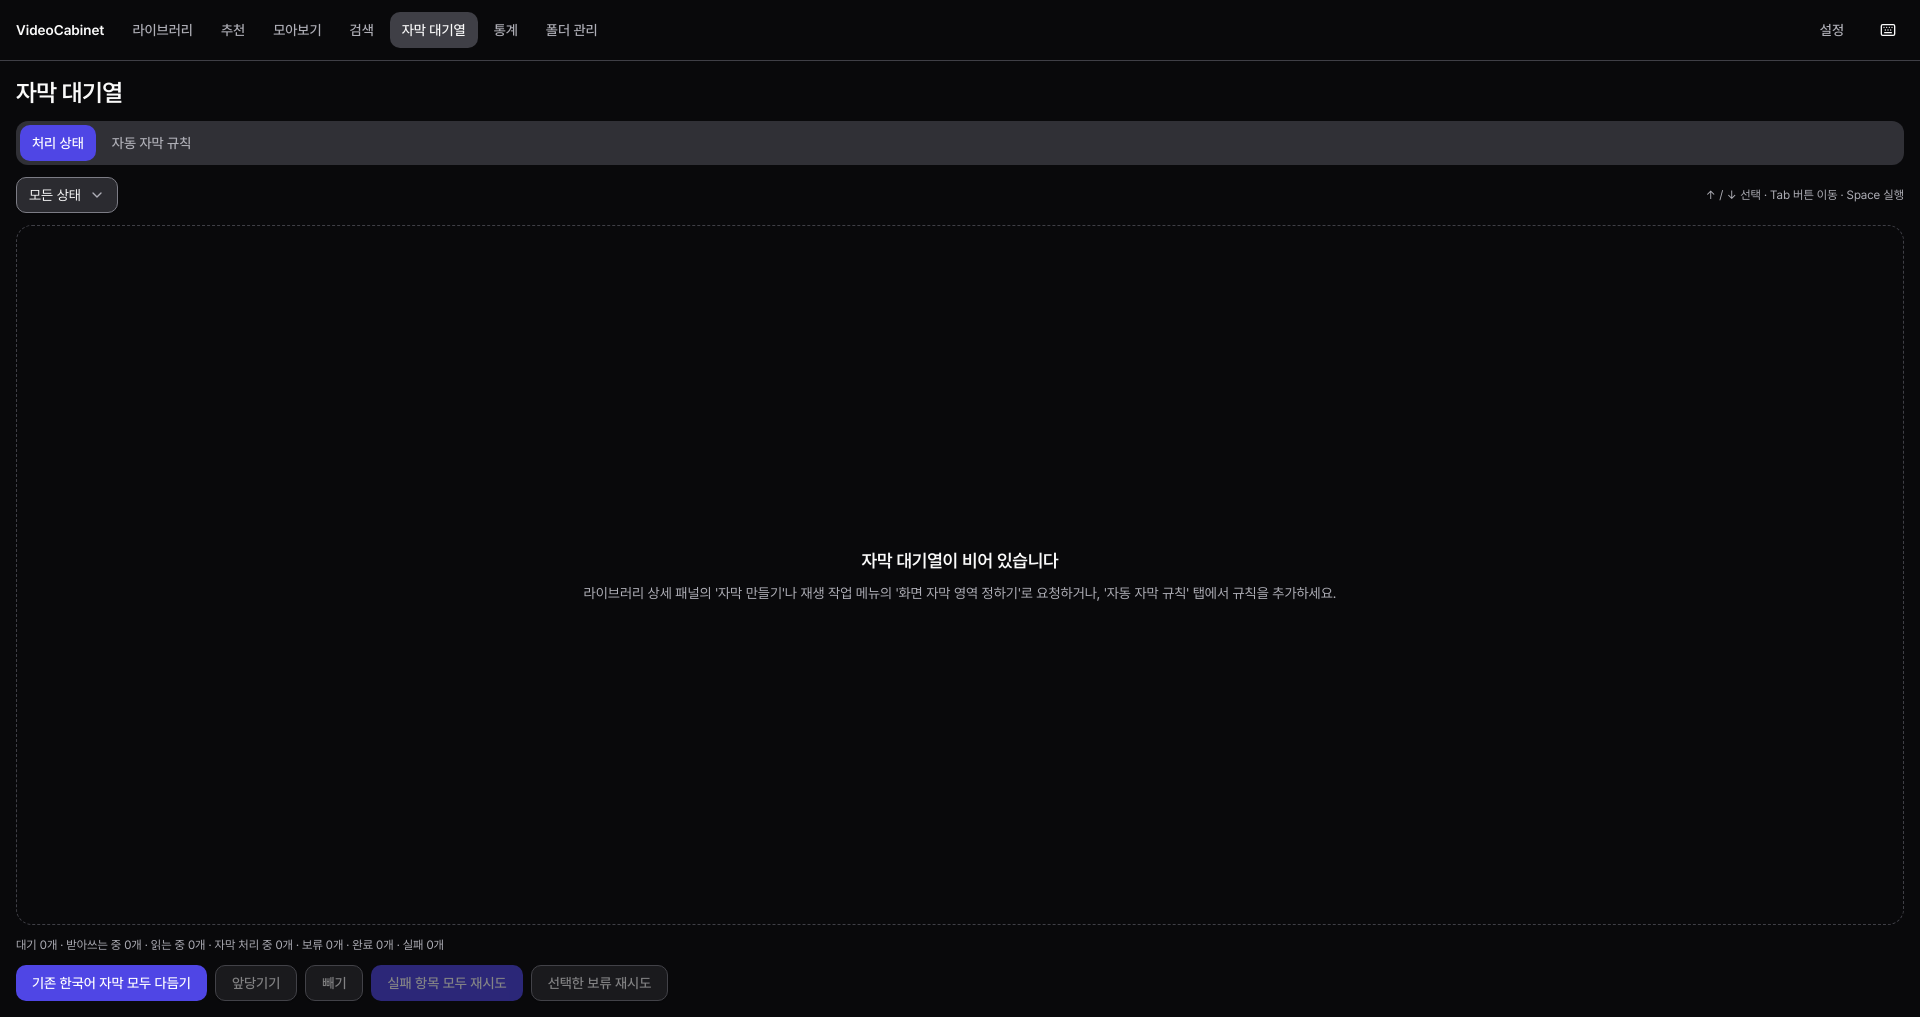 VideoCabinet 라이브러리 추천 모아보기 검색 자막 대기열 통계 폴더 관리 설정
자막 대기열
처리 상태 자동 자막 규칙
모든 상태 ↑ / ↓ 선택 · Tab 버튼 이동 · Space 실행
자막 대기열이 비어 있습니다
라이브러리 상세 패널의 '자막 만들기'나 재생 작업 메뉴의 '화면 자막 영역 정하기'로 요청하거나, '자동 자막 규칙' 탭에서 규칙을 추가하세요.
대기 0개 · 받아쓰는 중 0개 · 읽는 중 0개 · 자막 처리 중 0개 · 보류 0개 · 완료 0개 · 실패 0개
기존 한국어 자막 모두 다듬기 앞당기기 빼기 실패 항목 모두 재시도 선택한 보류 재시도